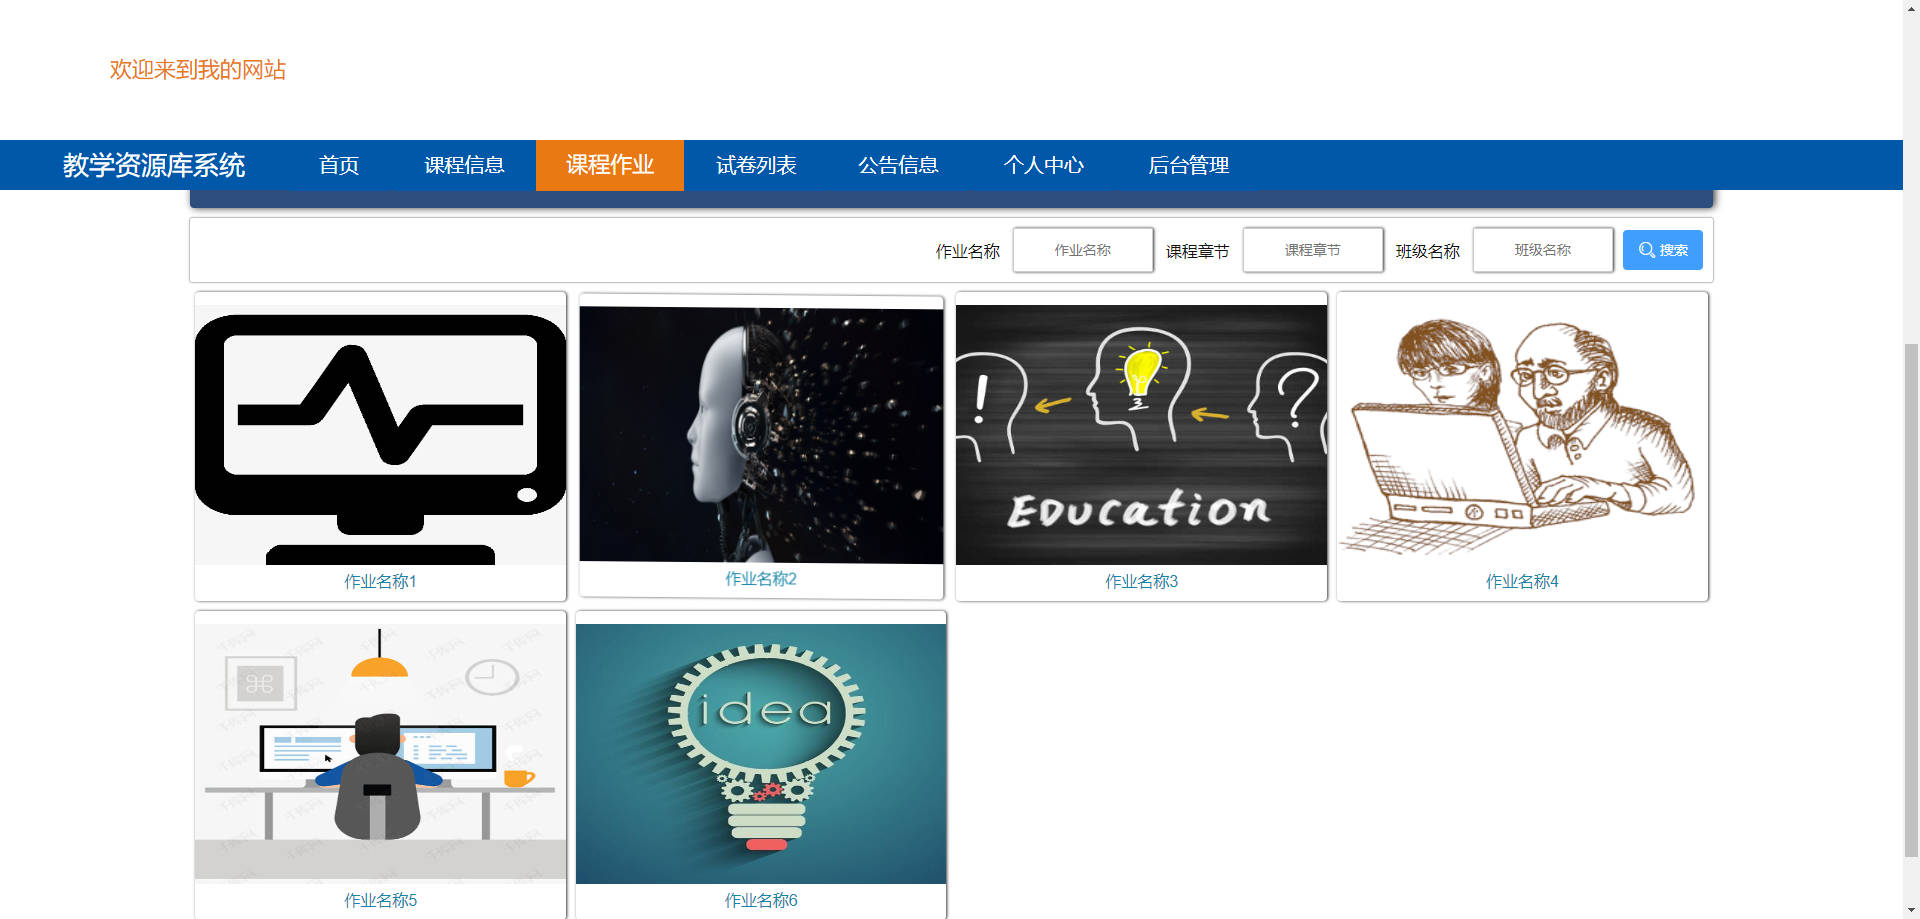 欢迎来到我的网站
教学资源库系统 首页 课程信息 课程作业 试卷列表 公告信息 个人中心 后台管理
作业名称 作业名称 课程章节 课程章节 班级名称 班级名称 搜索
! ?
Education
作业名称1 作业名称2 作业名称3 作业名称4
idea
作业名称5 作业名称6